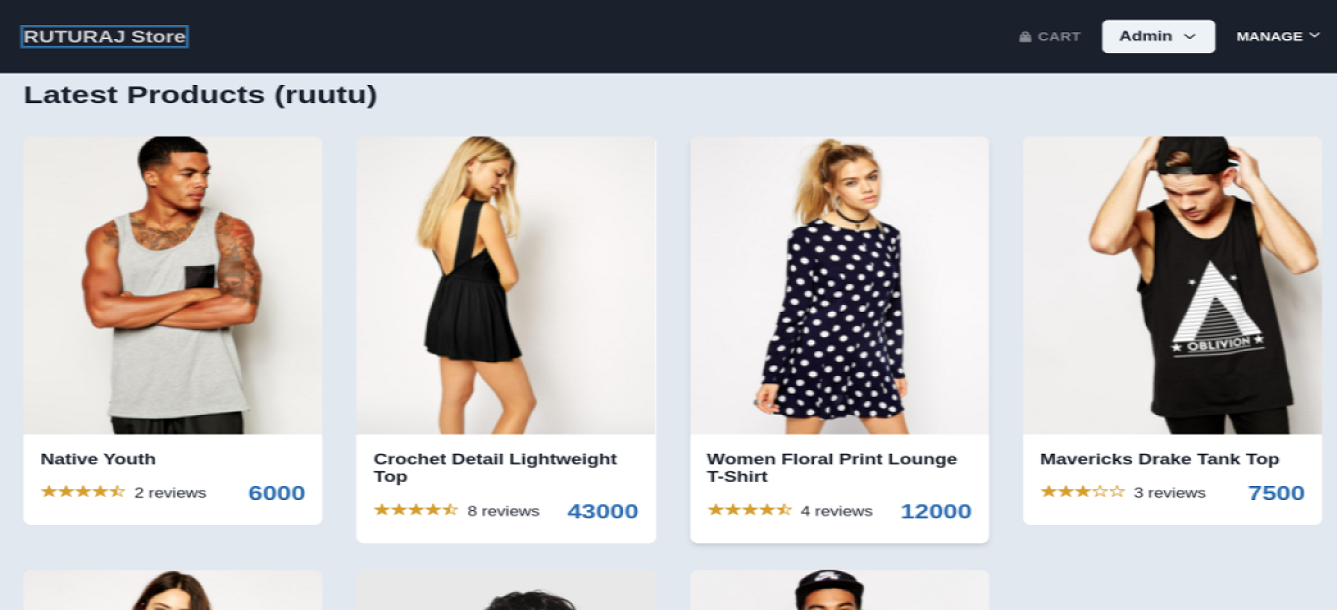 RUTURAJ Store
CART
Admin
MANAGE
Latest Products (ruutu)
OBLIVION
Native Youth
2 reviews
6000
Crochet Detail Lightweight
Top
8 reviews
43000
Women Floral Print Lounge
T-Shirt
4 reviews
12000
Mavericks Drake Tank Top
3 reviews
7500